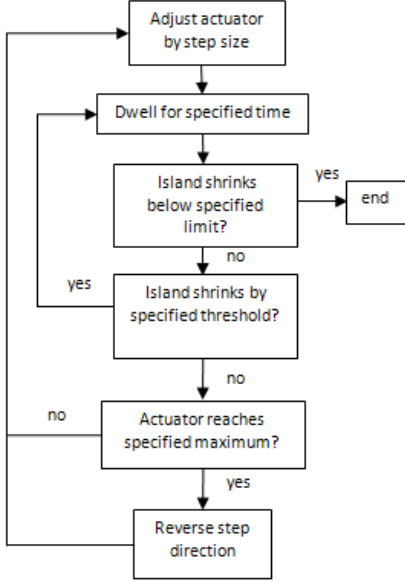 Adjust actuator
by step size
Dwell for specified time
Island shrinks
below specified
limit?
yes
end
no
yes
Island shrinks by
specified threshold?
no
no
Actuator reaches
specified maximum?
yes
Reverse step
direction